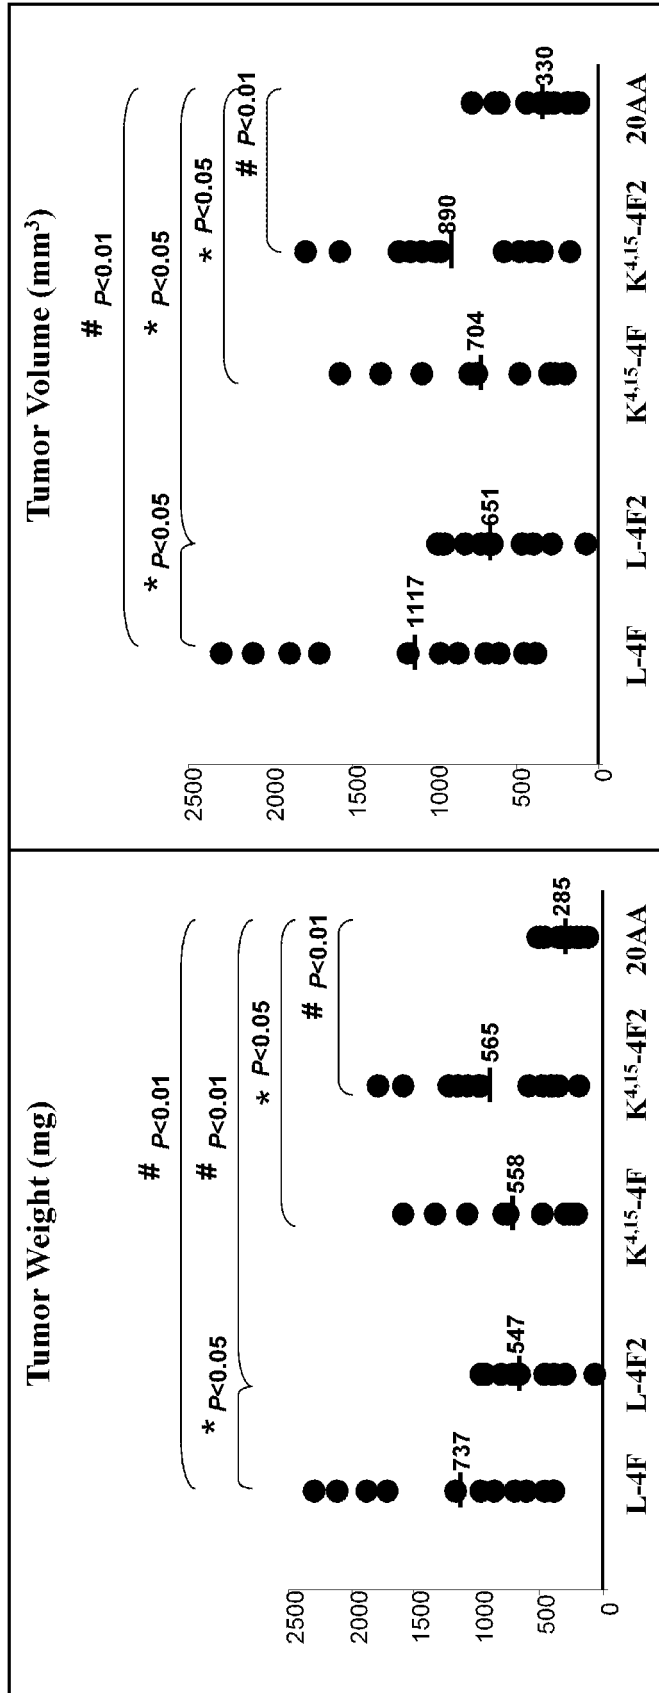 Tumor Weight (mg)
# P<0.01
# P<0.01
* P<0.05
* P<0.05
# P<0.01
2500
2000
1500
1000
500
0
737
547
558
565
285
L-4F L-4F2 K4,15-4F K4,15-4F2 20AA
Tumor Volume (mm³)
# P<0.01
* P<0.05
* P<0.05
* P<0.05
# P<0.01
2500
2000
1500
1000
500
0
1117
651
704
890
330
L-4F L-4F2 K4,15-4F K4,15-4F2 20AA